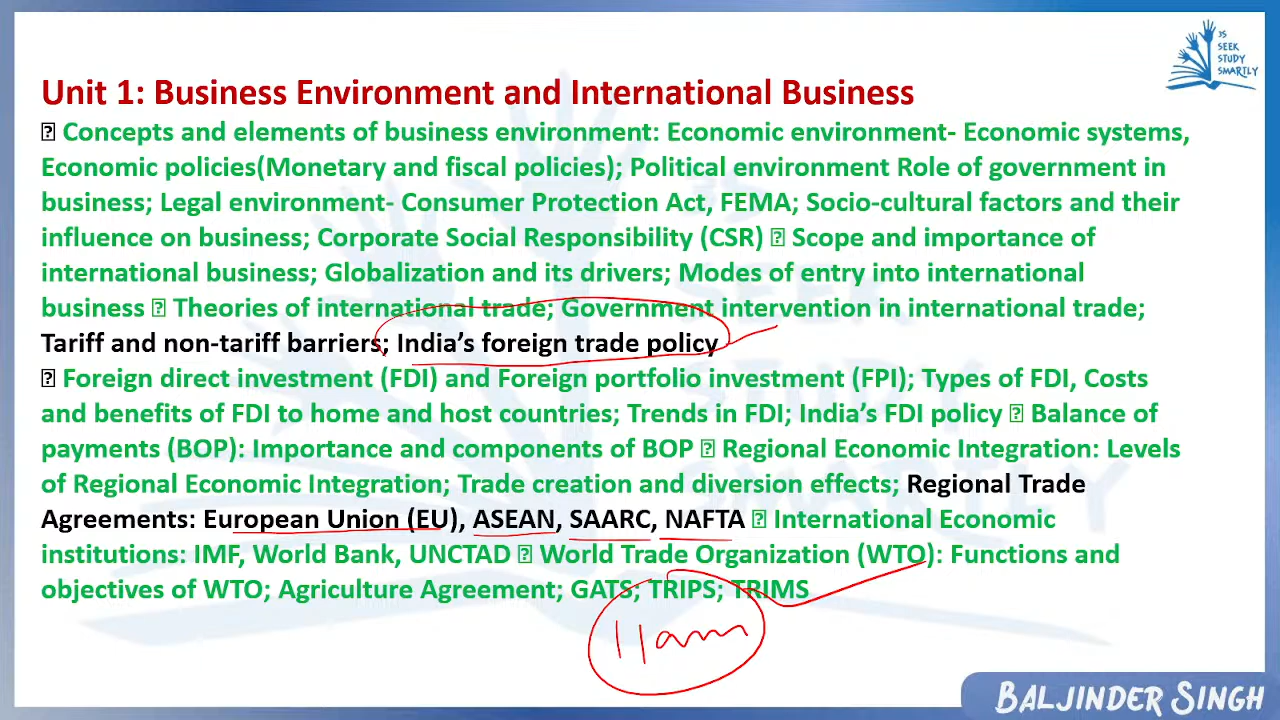 JS
SEEK
STUDY
SMARTLY
Unit 1: Business Environment and International Business
⍰ Concepts and elements of business environment: Economic environment- Economic systems,
Economic policies(Monetary and fiscal policies); Political environment Role of government in
business; Legal environment- Consumer Protection Act, FEMA; Socio-cultural factors and their
influence on business; Corporate Social Responsibility (CSR) ⍰ Scope and importance of
international business; Globalization and its drivers; Modes of entry into international
business ⍰ Theories of international trade; Government intervention in international trade;
Tariff and non-tariff barriers; India’s foreign trade policy
⍰ Foreign direct investment (FDI) and Foreign portfolio investment (FPI); Types of FDI, Costs
and benefits of FDI to home and host countries; Trends in FDI; India’s FDI policy ⍰ Balance of
payments (BOP): Importance and components of BOP ⍰ Regional Economic Integration: Levels
of Regional Economic Integration; Trade creation and diversion effects; Regional Trade
Agreements: European Union (EU), ASEAN, SAARC, NAFTA ⍰ International Economic
institutions: IMF, World Bank, UNCTAD ⍰ World Trade Organization (WTO): Functions and
objectives of WTO; Agriculture Agreement; GATS; TRIPS; TRIMS
11am
BALJINDER SINGH